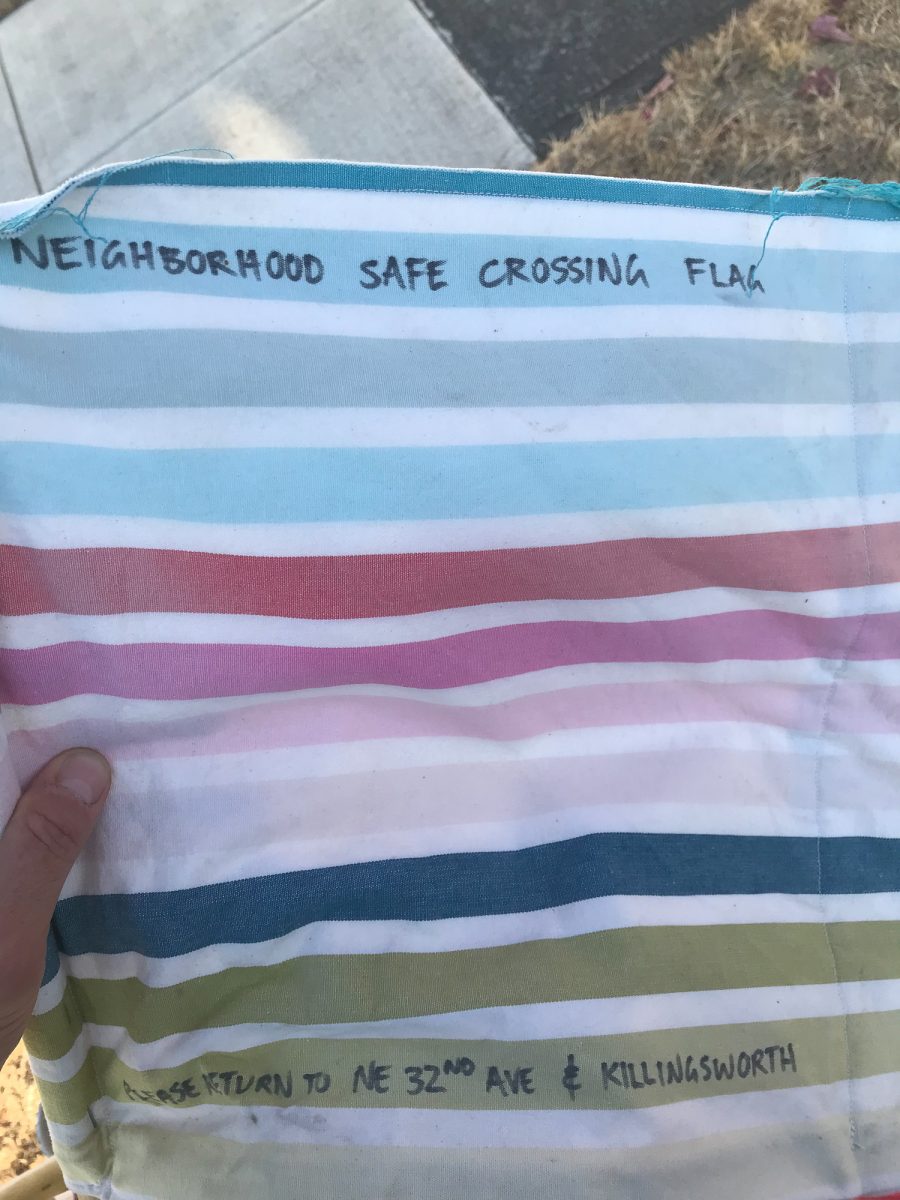 NEIGHBORHOOD SAFE CROSSING FLAG
PLEASE RETURN TO NE 32ND AVE & KILLINGSWORTH